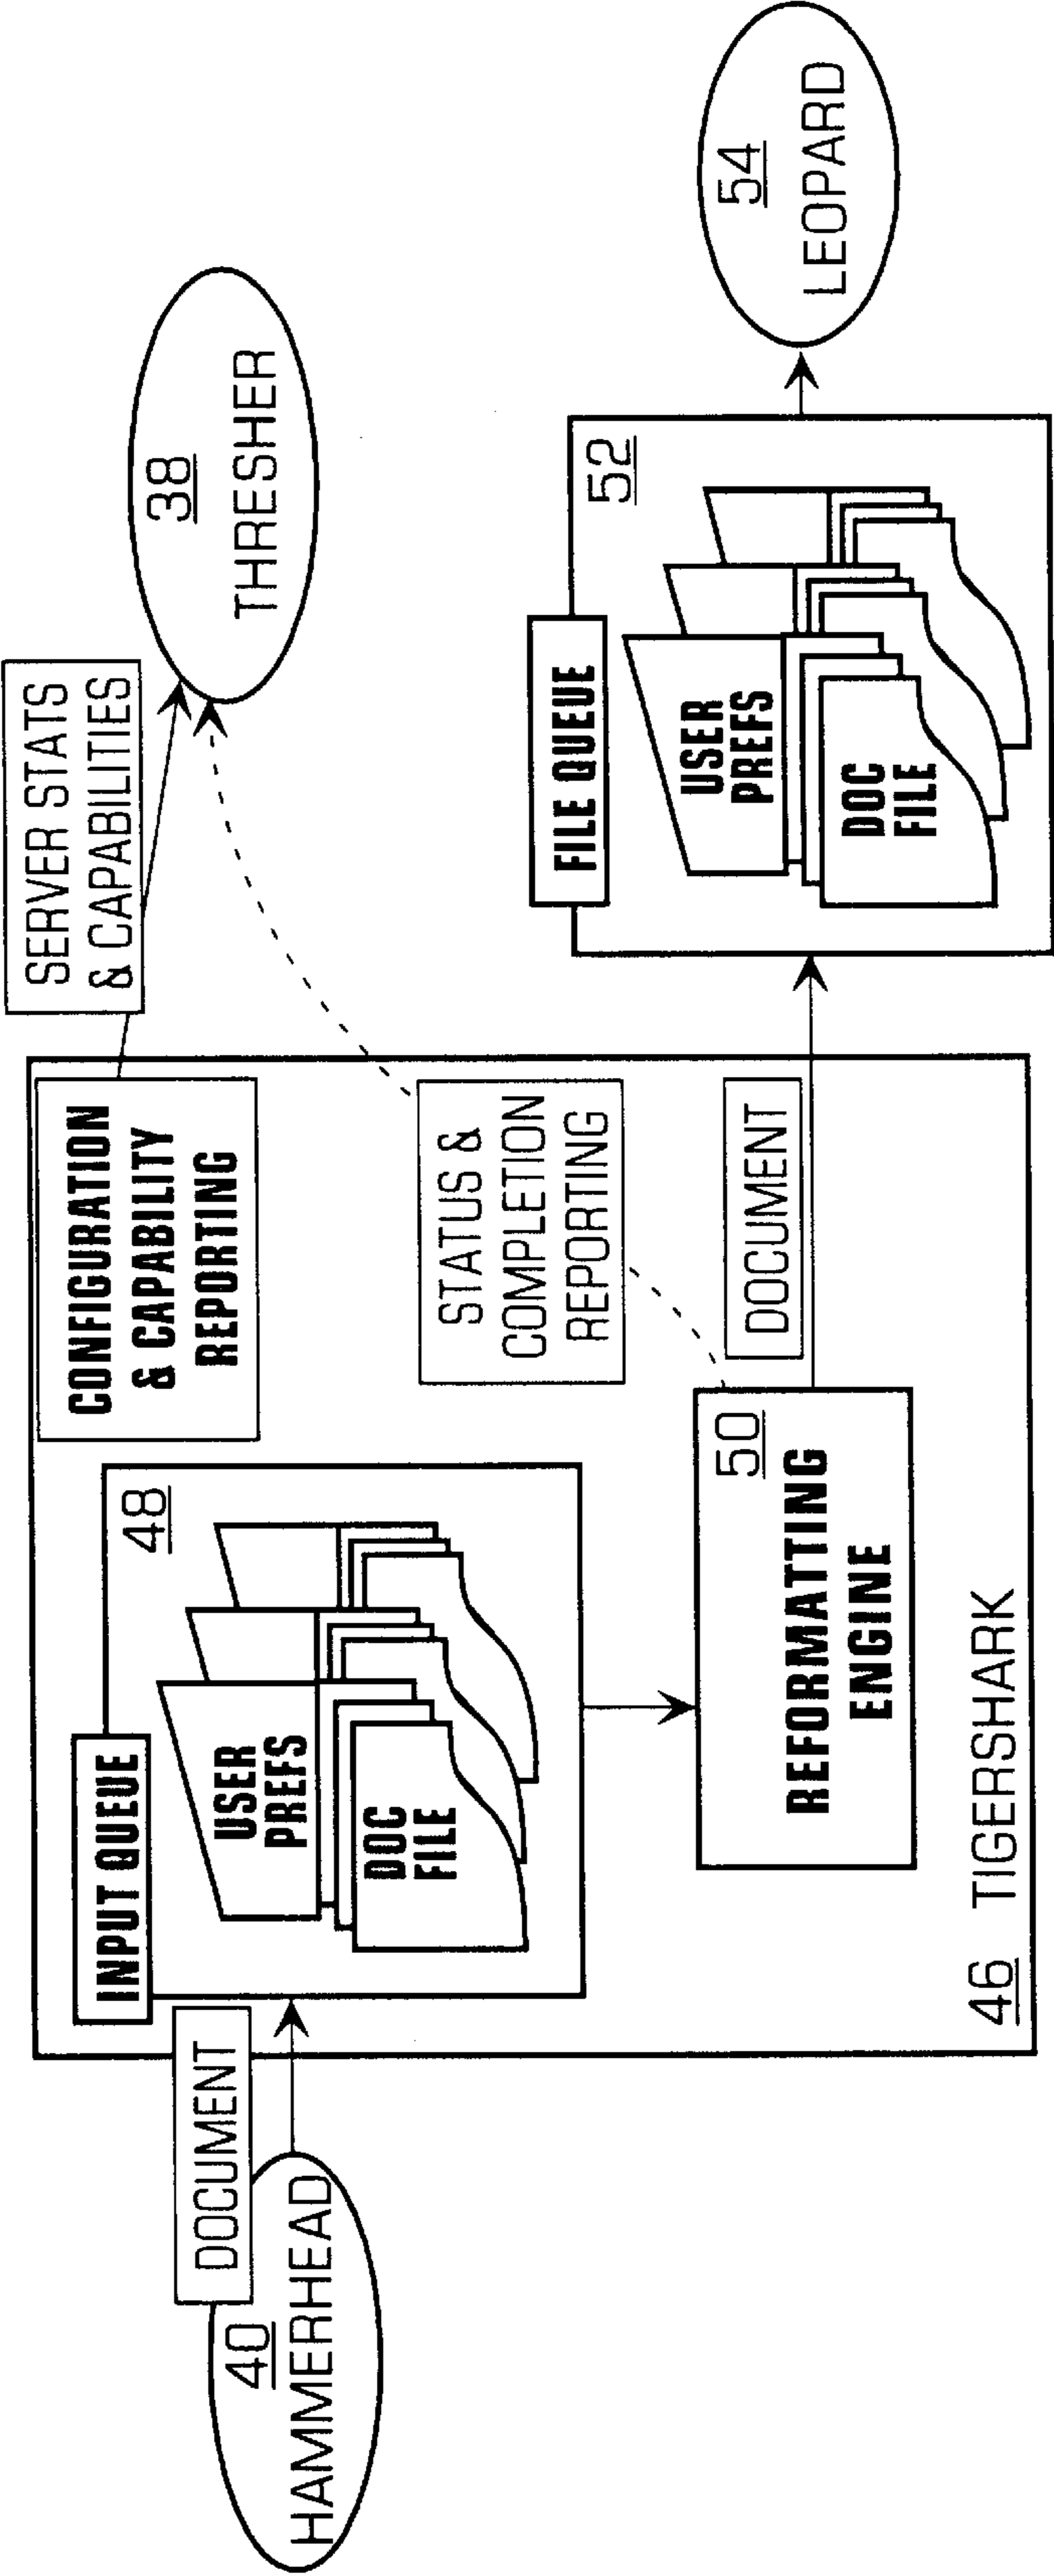 40
HAMMERHEAD
DOCUMENT
INPUT QUEUE
48
USER
PREFS
DOC
FILE
CONFIGURATION
& CAPABILITY
REPORTING
SERVER STATS
& CAPABILITIES
38
THRESHER
STATUS &
COMPLETION
REPORTING
50
REFORMATTING
ENGINE
DOCUMENT
46 TIGERSHARK
FILE QUEUE
52
USER
PREFS
DOC
FILE
54
LEOPARD